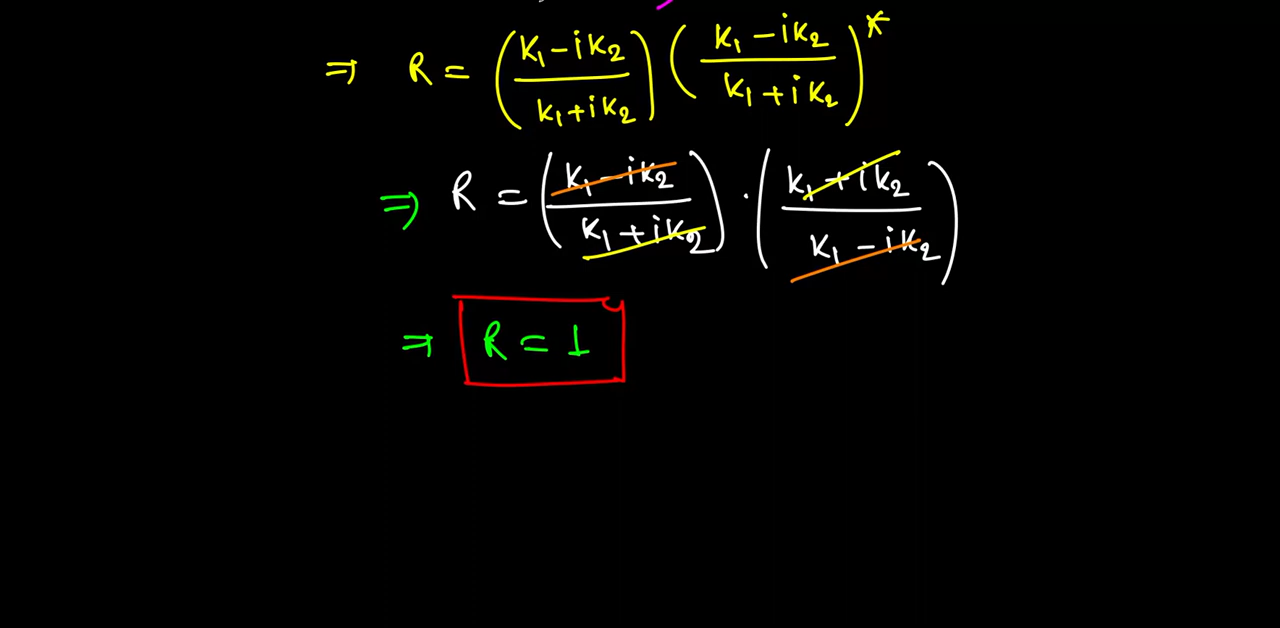 ⇒ R = ((K₁ - iK₂)/(K₁ + iK₂)) ((K₁ - iK₂)/(K₁ + iK₂))*
⇒ R = ((K₁ - iK₂)/(K₁ + iK₂)) · ((K₁ + iK₂)/(K₁ - iK₂))
⇒ R = 1